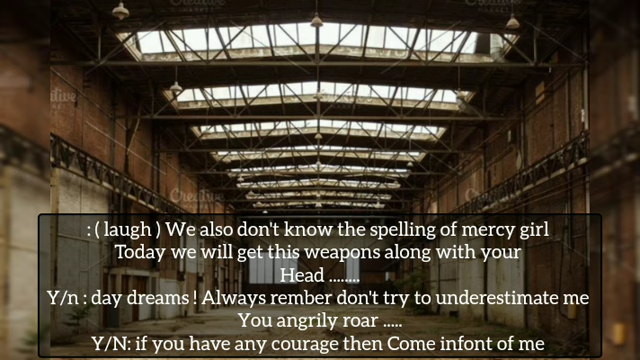 : ( laugh ) We also don't know the spelling of mercy girl
Today we will get this weapons along with your
Head ........
Y/n : day dreams ! Always rember don't try to underestimate me
You angrily roar .....
Y/N: if you have any courage then Come infont of me